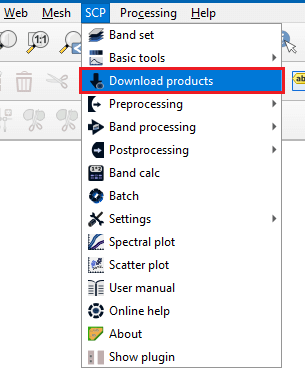 Web Mesh SCP Processing Help
1:1
Band set
Basic tools
Download products
Preprocessing
Band processing
Postprocessing
Band calc
Batch
Settings
Spectral plot
Scatter plot
User manual
Online help
About
Show plugin